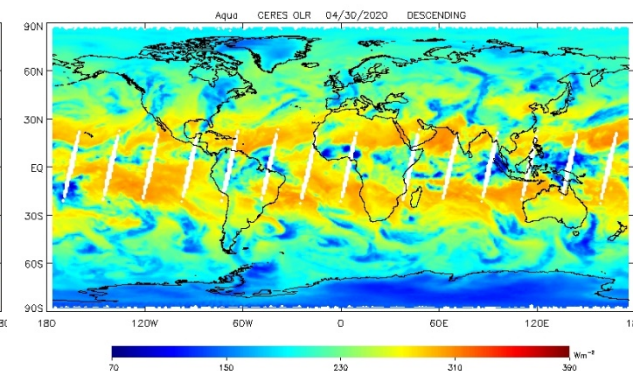 Aqua CERES OLR 04/30/2020 DESCENDING
90N
60N
30N
EQ
30S
60S
90S
180 120W 60W 0 60E 120E
70 150 230 310 390 Wm⁻²